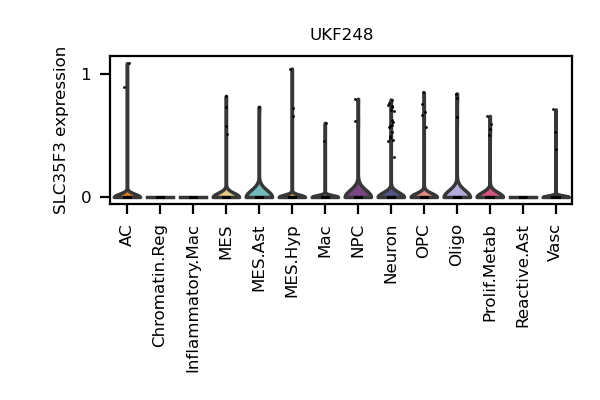 UKF248
SLC35F3 expression
1
0
AC
Chromatin.Reg
Inflammatory.Mac
MES
MES.Ast
MES.Hyp
Mac
NPC
Neuron
OPC
Oligo
Prolif.Metab
Reactive.Ast
Vasc